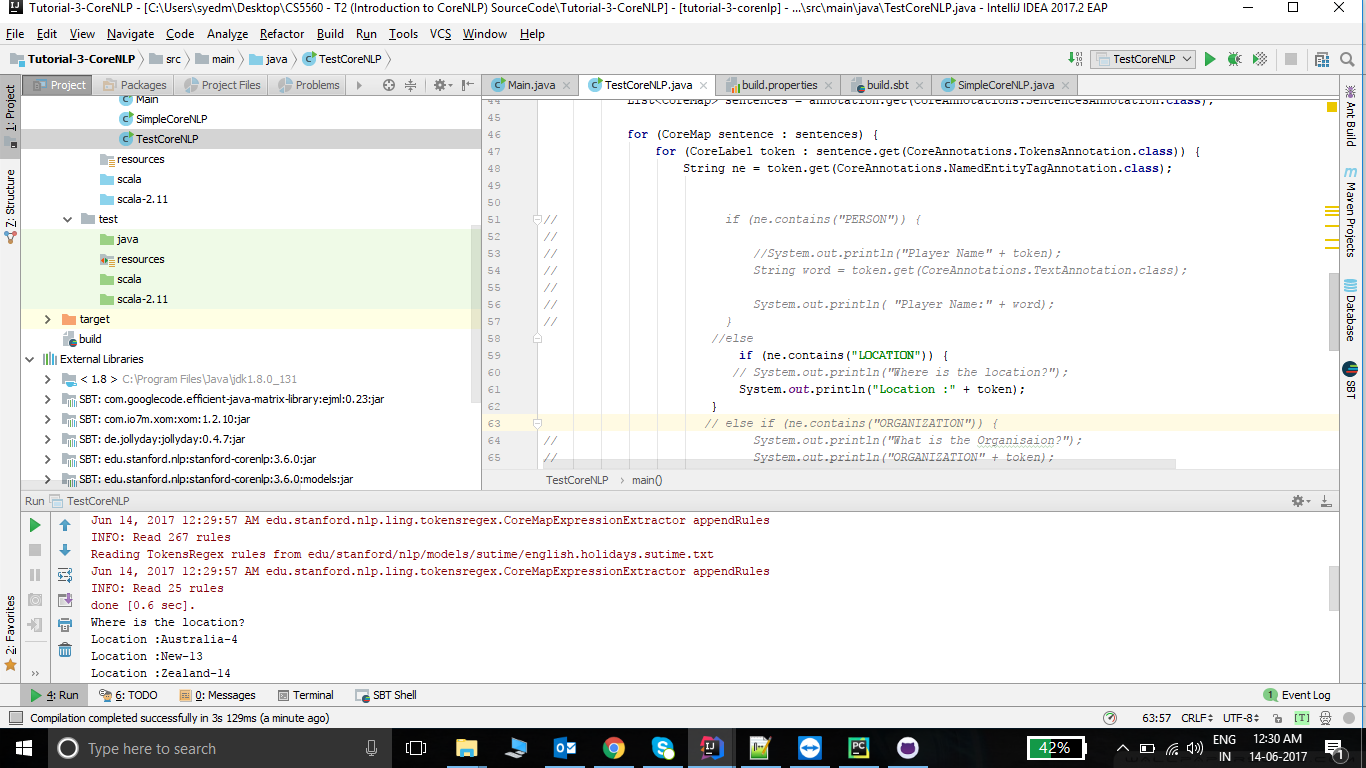 Tutorial-3-CoreNLP - [C:\Users\syedm\Desktop\CS5560 - T2 (Introduction to CoreNLP) SourceCode\Tutorial-3-CoreNLP] - [tutorial-3-corenlp] - ...\src\main\java\TestCoreNLP.java - IntelliJ IDEA 2017.2 EAP
File Edit View Navigate Code Analyze Refactor Build Run Tools VCS Window Help
Tutorial-3-CoreNLP src main java TestCoreNLP
TestCoreNLP
Project Packages Project Files Problems
Main.java TestCoreNLP.java build.properties build.sbt SimpleCoreNLP.java
1: Project
Z: Structure
2: Favorites
Main
SimpleCoreNLP
TestCoreNLP
resources
scala
scala-2.11
test
java
resources
scala
scala-2.11
target
build
External Libraries
< 1.8 > C:\Program Files\Java\jdk1.8.0_131
SBT: com.googlecode.efficient-java-matrix-library:ejml:0.23:jar
SBT: com.io7m.xom:xom:1.2.10:jar
SBT: de.jollyday:jollyday:0.4.7:jar
SBT: edu.stanford.nlp:stanford-corenlp:3.6.0:jar
SBT: edu.stanford.nlp:stanford-corenlp:3.6.0:models:jar
44 List<CoreMap> sentences = annotation.get(CoreAnnotations.SentencesAnnotation.class);
45
46 for (CoreMap sentence : sentences) {
47 for (CoreLabel token : sentence.get(CoreAnnotations.TokensAnnotation.class)) {
48 String ne = token.get(CoreAnnotations.NamedEntityTagAnnotation.class);
49
50
51 // if (ne.contains("PERSON")) {
52 //
53 // //System.out.println("Player Name" + token);
54 // String word = token.get(CoreAnnotations.TextAnnotation.class);
55 //
56 // System.out.println( "Player Name:" + word);
57 // }
58 //else
59 if (ne.contains("LOCATION")) {
60 // System.out.println("Where is the location?");
61 System.out.println("Location :" + token);
62 }
63 // else if (ne.contains("ORGANIZATION")) {
64 // System.out.println("What is the Organisaion?");
65 // System.out.println("ORGANIZATION" + token);
TestCoreNLP main()
Ant Build
Maven Projects
Database
SBT
Run TestCoreNLP
Jun 14, 2017 12:29:57 AM edu.stanford.nlp.ling.tokensregex.CoreMapExpressionExtractor appendRules
INFO: Read 267 rules
Reading TokensRegex rules from edu/stanford/nlp/models/sutime/english.holidays.sutime.txt
Jun 14, 2017 12:29:57 AM edu.stanford.nlp.ling.tokensregex.CoreMapExpressionExtractor appendRules
INFO: Read 25 rules
done [0.6 sec].
Where is the location?
Location :Australia-4
Location :New-13
Location :Zealand-14
4: Run 6: TODO 0: Messages Terminal SBT Shell 1 Event Log
Compilation completed successfully in 3s 129ms (a minute ago) 63:57 CRLF UTF-8 [T]
Type here to search
42%
ENG
IN
12:30 AM
14-06-2017
1